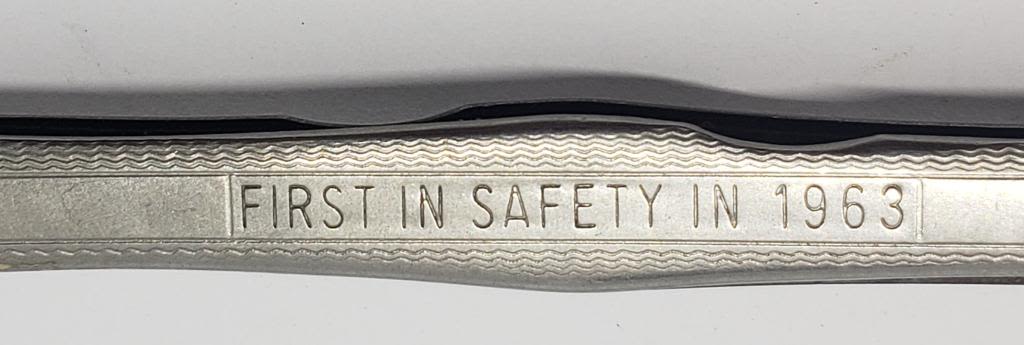 FIRST IN SAFETY IN 1963